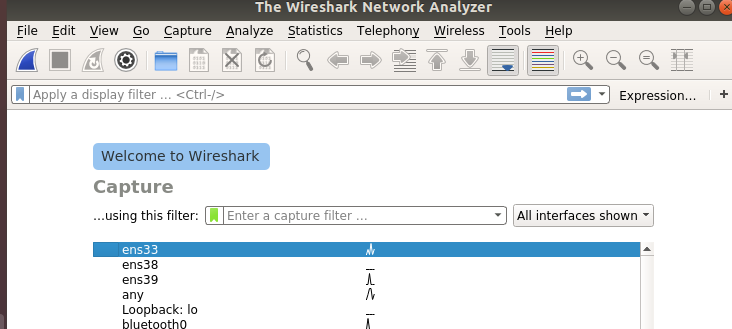 The Wireshark Network Analyzer
File Edit View Go Capture Analyze Statistics Telephony Wireless Tools Help
Apply a display filter … <Ctrl-/> Expression… +
Welcome to Wireshark
Capture
…using this filter: Enter a capture filter … All interfaces shown
ens33
ens38
ens39
any
Loopback: lo
bluetooth0